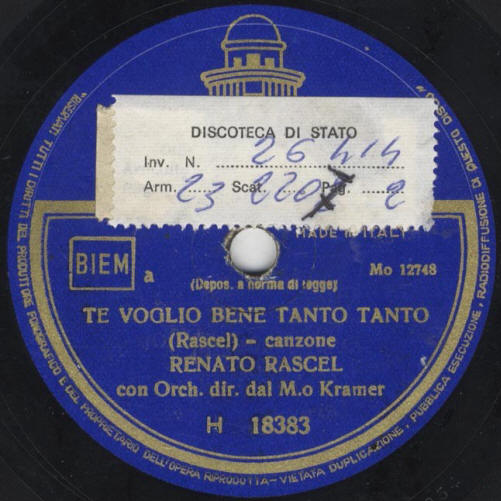 DISCOTECA DI STATO
Inv. N. 26414
Arm. 23 Scat. 220 Pag. 2
MADE IN ITALY
BIEM
a
Mo 12748
(Depos. a norma di legge)
TE VOGLIO BENE TANTO TANTO
(Rascel) - canzone
RENATO RASCEL
con Orch. dir. dal M.o Kramer
H 18383
RISERVATI TUTTI I DIRITTI DEL PRODUTTORE FONOGRAFICO E DEL PROPRIETARIO DELL'OPERA RIPRODOTTA - VIETATA DUPLICAZIONE, PUBBLICA ESECUZIONE, RADIODIFFUSIONE DI QUESTO DISCO